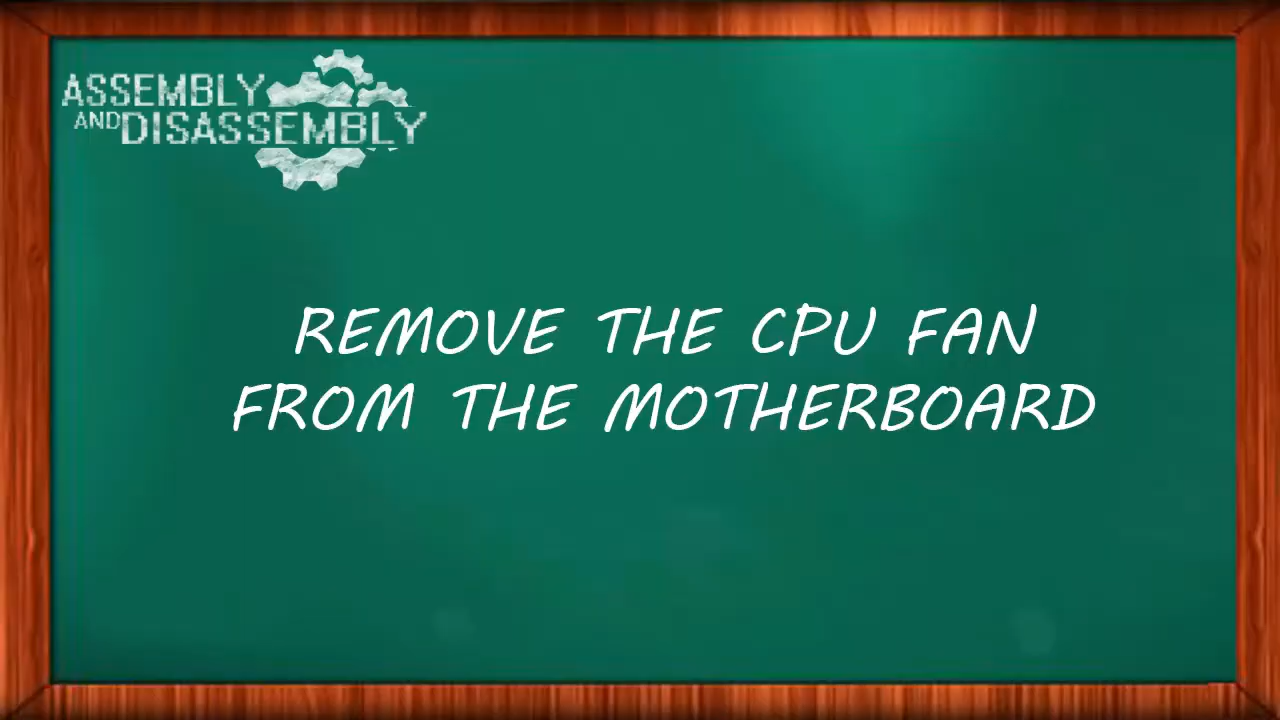 ASSEMBLY
AND DISASSEMBLY
REMOVE THE CPU FAN
FROM THE MOTHERBOARD